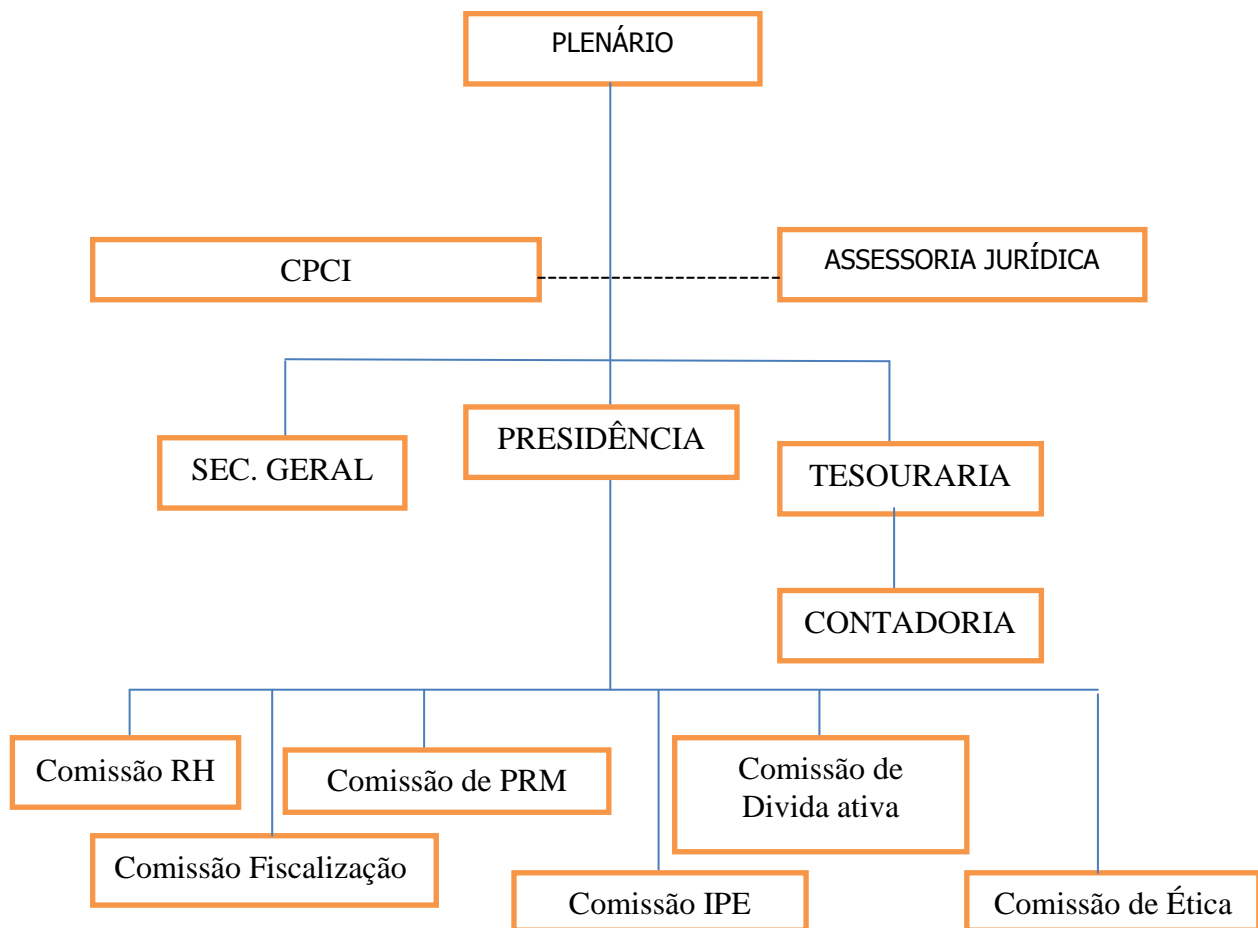 PLENÁRIO
CPCI
ASSESSORIA JURÍDICA
SEC. GERAL
PRESIDÊNCIA
TESOURARIA
CONTADORIA
Comissão RH
Comissão de PRM
Comissão de
Divida ativa
Comissão Fiscalização
Comissão IPE
Comissão de Ética